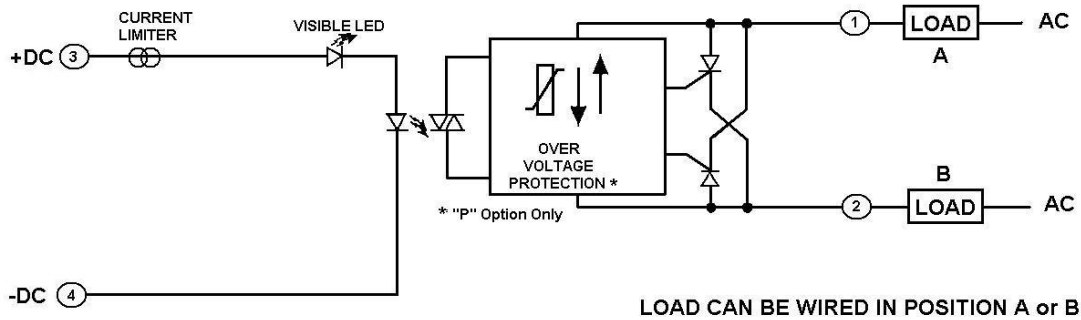 CURRENT
LIMITER
VISIBLE LED
+DC 3
1 LOAD AC
A
OVER
VOLTAGE
PROTECTION *
* "P" Option Only
B
2 LOAD AC
-DC 4
LOAD CAN BE WIRED IN POSITION A or B